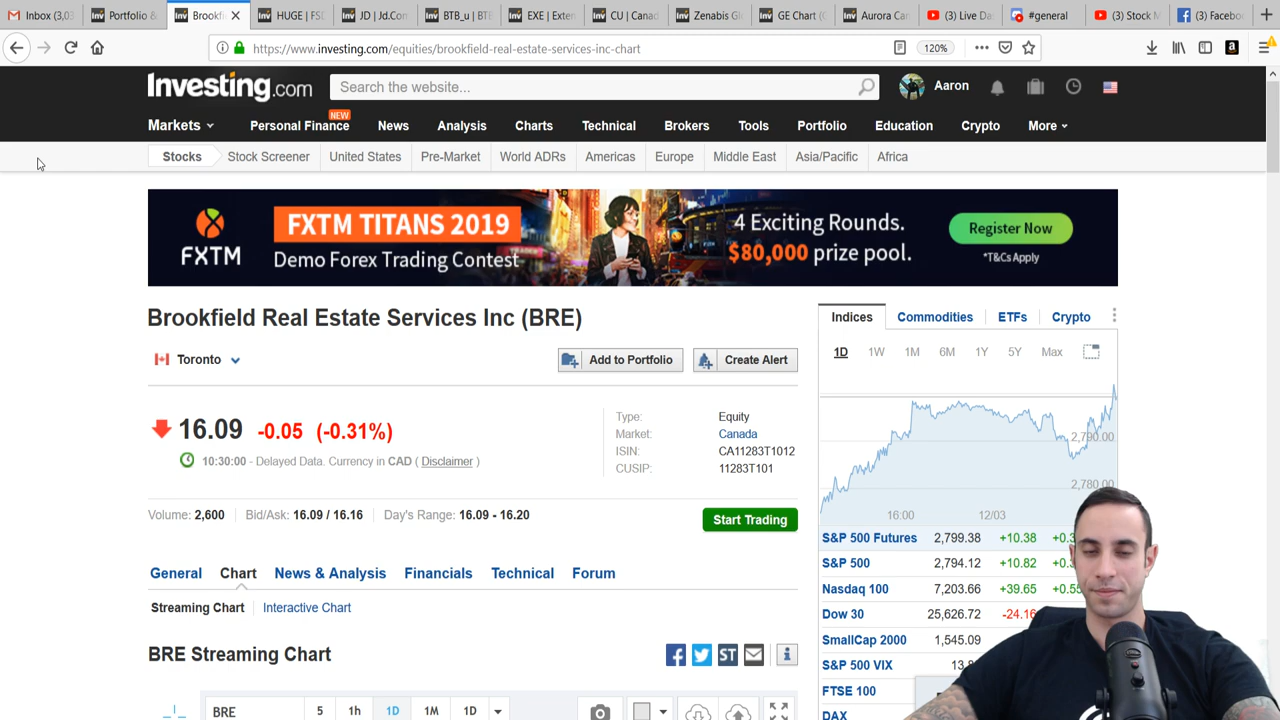 Inbox (3,03
Portfolio &
Brookfi
HUGE | FSD
JD | Jd.Com
BTB_u | BTB
EXE | Exten
CU | Canad
Zenabis Gl
GE Chart (
Aurora Can
(3) Live Da
#general
(3) Stock M
(3) Facebo
https://www.investing.com/equities/brookfield-real-estate-services-inc-chart
120%
Investing.com
Search the website...
Aaron
NEW
Markets
Personal Finance
News
Analysis
Charts
Technical
Brokers
Tools
Portfolio
Education
Crypto
More
Stocks
Stock Screener
United States
Pre-Market
World ADRs
Americas
Europe
Middle East
Asia/Pacific
Africa
FXTM
FXTM TITANS 2019
Demo Forex Trading Contest
4 Exciting Rounds.
$80,000 prize pool.
Register Now
*T&Cs Apply
Brookfield Real Estate Services Inc (BRE)
Toronto
Add to Portfolio
Create Alert
16.09 -0.05 (-0.31%)
10:30:00 - Delayed Data. Currency in CAD ( Disclaimer )
Type: Equity
Market: Canada
ISIN: CA11283T1012
CUSIP: 11283T101
Volume: 2,600
Bid/Ask: 16.09 / 16.16
Day's Range: 16.09 - 16.20
Start Trading
General
Chart
News & Analysis
Financials
Technical
Forum
Streaming Chart
Interactive Chart
BRE Streaming Chart
ST
BRE
5
1h
1D
1M
1D
Indices
Commodities
ETFs
Crypto
1D
1W
1M
6M
1Y
5Y
Max
2,790.00
2,780.00
16:00
12/03
S&P 500 Futures 2,799.38 +10.38
S&P 500 2,794.12 +10.82
Nasdaq 100 7,203.66 +39.65
Dow 30 25,626.72 -24.16
SmallCap 2000 1,545.09
S&P 500 VIX
FTSE 100
DAX